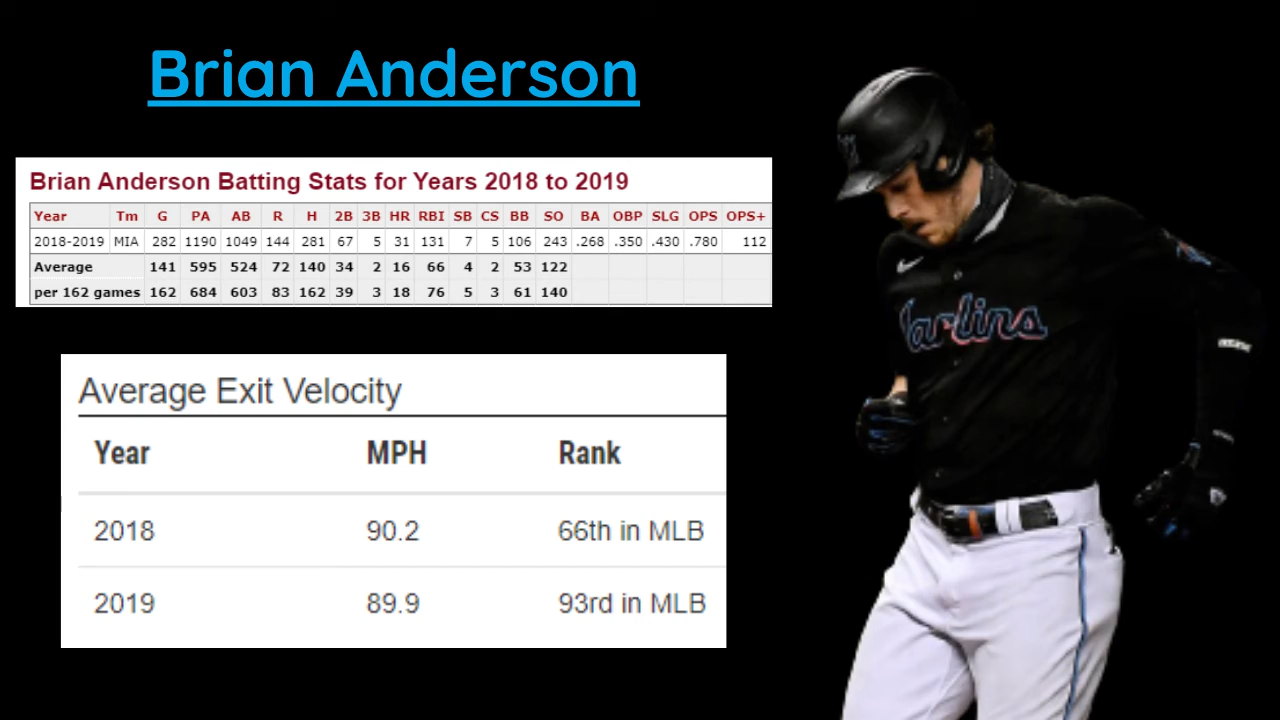 Brian Anderson
Brian Anderson Batting Stats for Years 2018 to 2019
Year Tm G PA AB R H 2B 3B HR RBI SB CS BB SO BA OBP SLG OPS OPS+
2018-2019 MIA 282 1190 1049 144 281 67 5 31 131 7 5 106 243 .268 .350 .430 .780 112
Average 141 595 524 72 140 34 2 16 66 4 2 53 122
per 162 games 162 684 603 83 162 39 3 18 76 5 3 61 140
Average Exit Velocity
Year MPH Rank
2018 90.2 66th in MLB
2019 89.9 93rd in MLB
Marlins